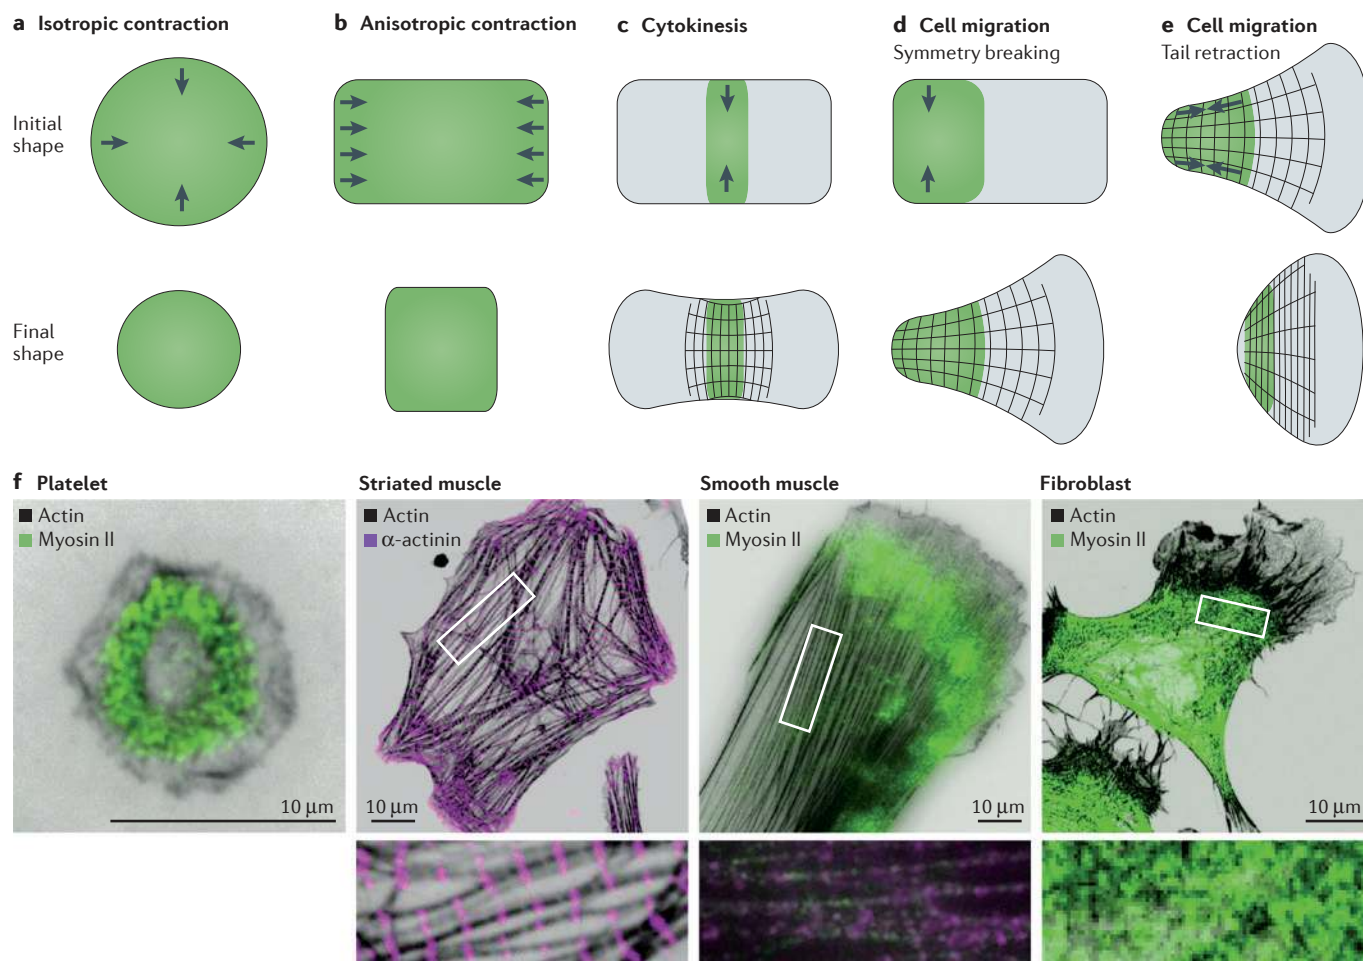 a Isotropic contraction
b Anisotropic contraction
c Cytokinesis
d Cell migration
Symmetry breaking
e Cell migration
Tail retraction
Initial
shape
Final
shape
f Platelet
Actin
Myosin II
10 µm
Striated muscle
Actin
α-actinin
10 µm
Smooth muscle
Actin
Myosin II
10 µm
Fibroblast
Actin
Myosin II
10 µm